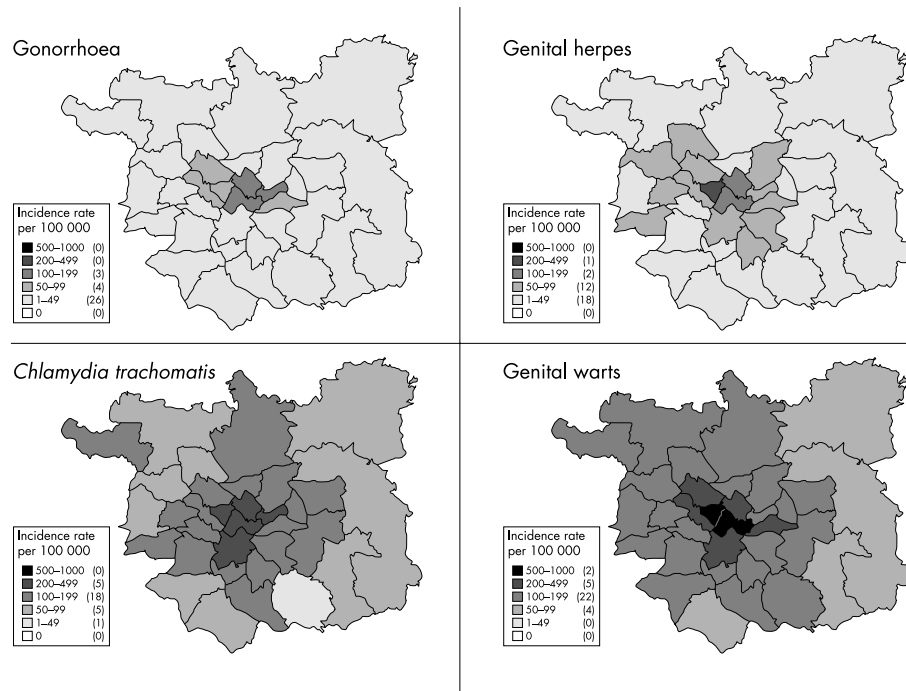 Gonorrhoea
Incidence rate
per 100 000
500–1000 (0)
200–499 (0)
100–199 (3)
50–99 (4)
1–49 (26)
0 (0)
Genital herpes
Incidence rate
per 100 000
500–1000 (0)
200–499 (1)
100–199 (2)
50–99 (12)
1–49 (18)
0 (0)
Chlamydia trachomatis
Incidence rate
per 100 000
500–1000 (0)
200–499 (5)
100–199 (18)
50–99 (5)
1–49 (1)
0 (0)
Genital warts
Incidence rate
per 100 000
500–1000 (2)
200–499 (5)
100–199 (22)
50–99 (4)
1–49 (0)
0 (0)